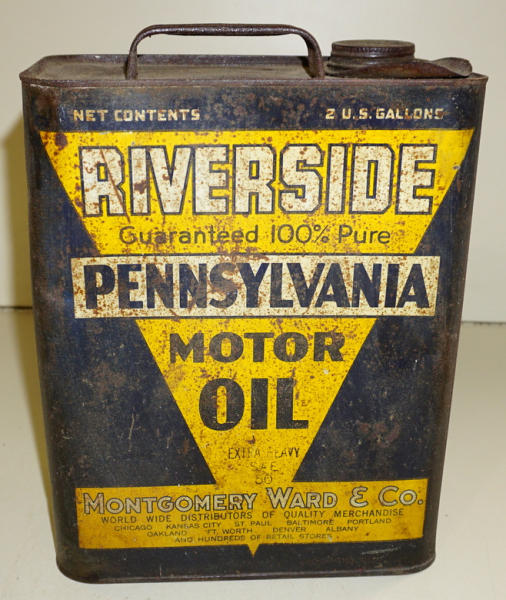 NET CONTENTS 2 U.S. GALLONS
RIVERSIDE
Guaranteed 100% Pure
PENNSYLVANIA
MOTOR
OIL
EXTRA HEAVY
SAE
50
MONTGOMERY WARD & CO.
WORLD WIDE DISTRIBUTORS OF QUALITY MERCHANDISE
CHICAGO KANSAS CITY ST. PAUL BALTIMORE PORTLAND
OAKLAND FT. WORTH DENVER ALBANY
AND HUNDREDS OF RETAIL STORES